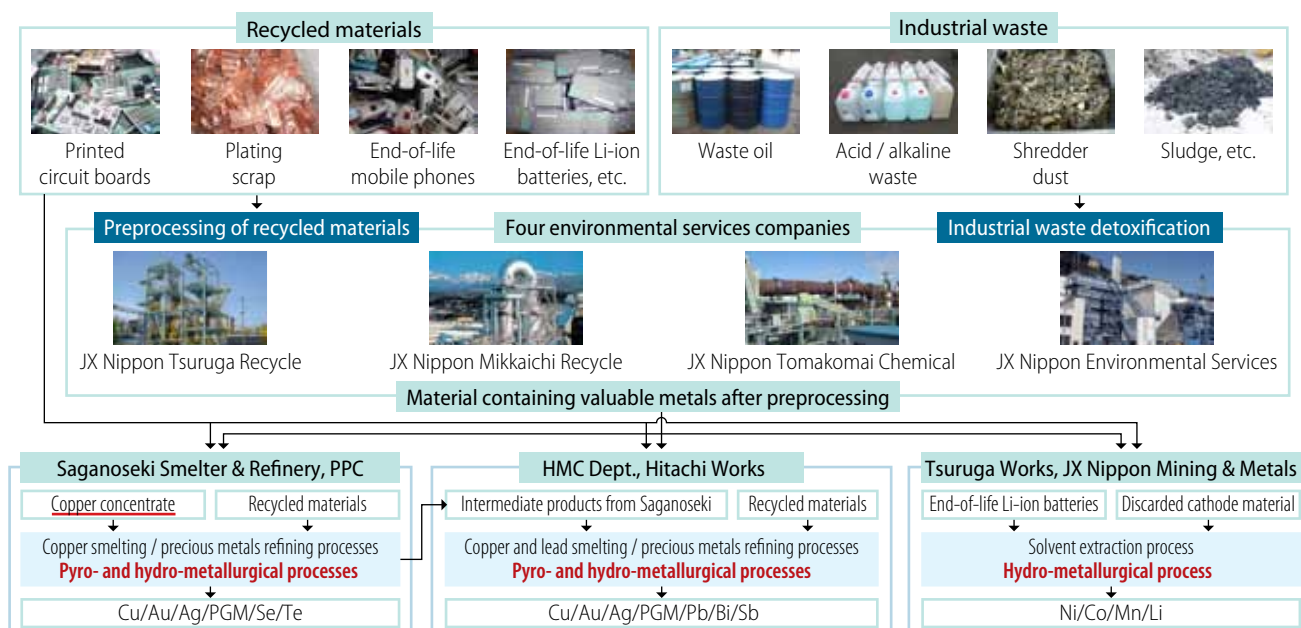 Recycled materials
Industrial waste
Printed
circuit boards
Plating
scrap
End-of-life
mobile phones
End-of-life Li-ion
batteries, etc.
Waste oil
Acid / alkaline
waste
Shredder
dust
Sludge, etc.
Preprocessing of recycled materials
Four environmental services companies
Industrial waste detoxification
JX Nippon Tsuruga Recycle
JX Nippon Mikkaichi Recycle
JX Nippon Tomakomai Chemical
JX Nippon Environmental Services
Material containing valuable metals after preprocessing
Saganoseki Smelter & Refinery, PPC
Copper concentrate
Recycled materials
Copper smelting / precious metals refining processes
Pyro- and hydro-metallurgical processes
Cu/Au/Ag/PGM/Se/Te
HMC Dept., Hitachi Works
Intermediate products from Saganoseki
Recycled materials
Copper and lead smelting / precious metals refining processes
Pyro- and hydro-metallurgical processes
Cu/Au/Ag/PGM/Pb/Bi/Sb
Tsuruga Works, JX Nippon Mining & Metals
End-of-life Li-ion batteries
Discarded cathode material
Solvent extraction process
Hydro-metallurgical process
Ni/Co/Mn/Li